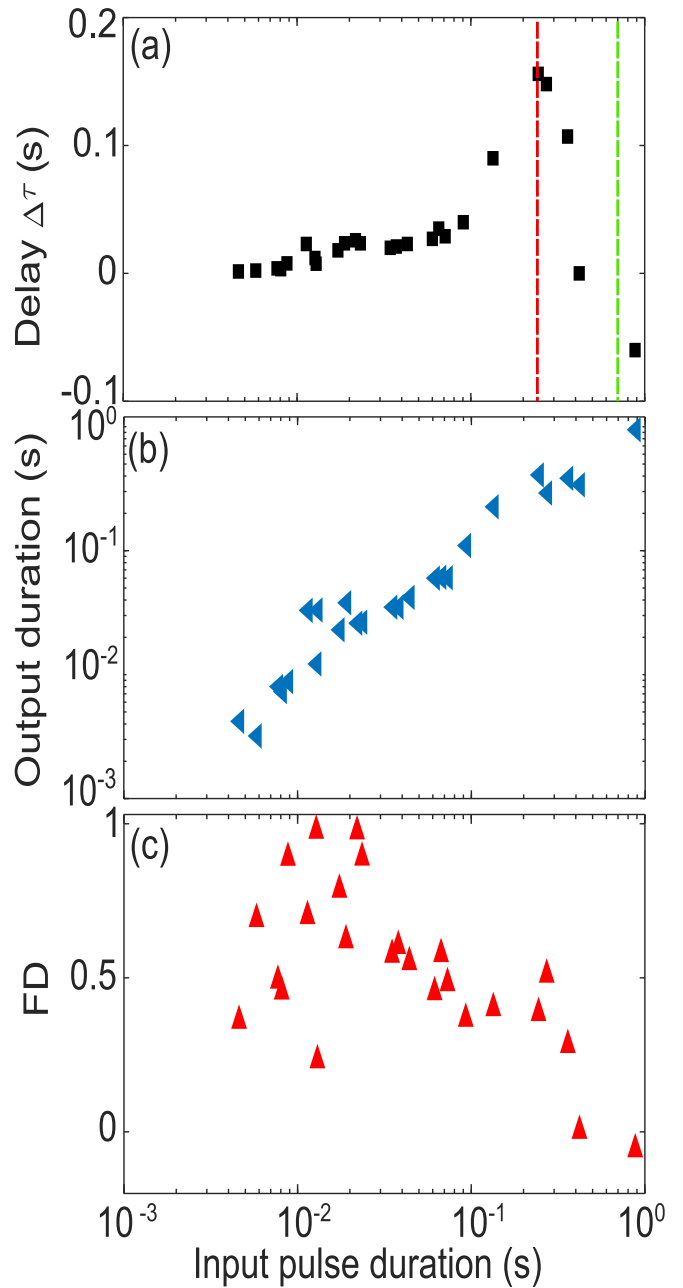 (a)
0.2
0.1
0
-0.1
Delay Δτ (s)
(b)
10⁰
10⁻¹
10⁻²
10⁻³
Output duration (s)
(c)
1
0.5
0
FD
10⁻³ 10⁻² 10⁻¹ 10⁰
Input pulse duration (s)